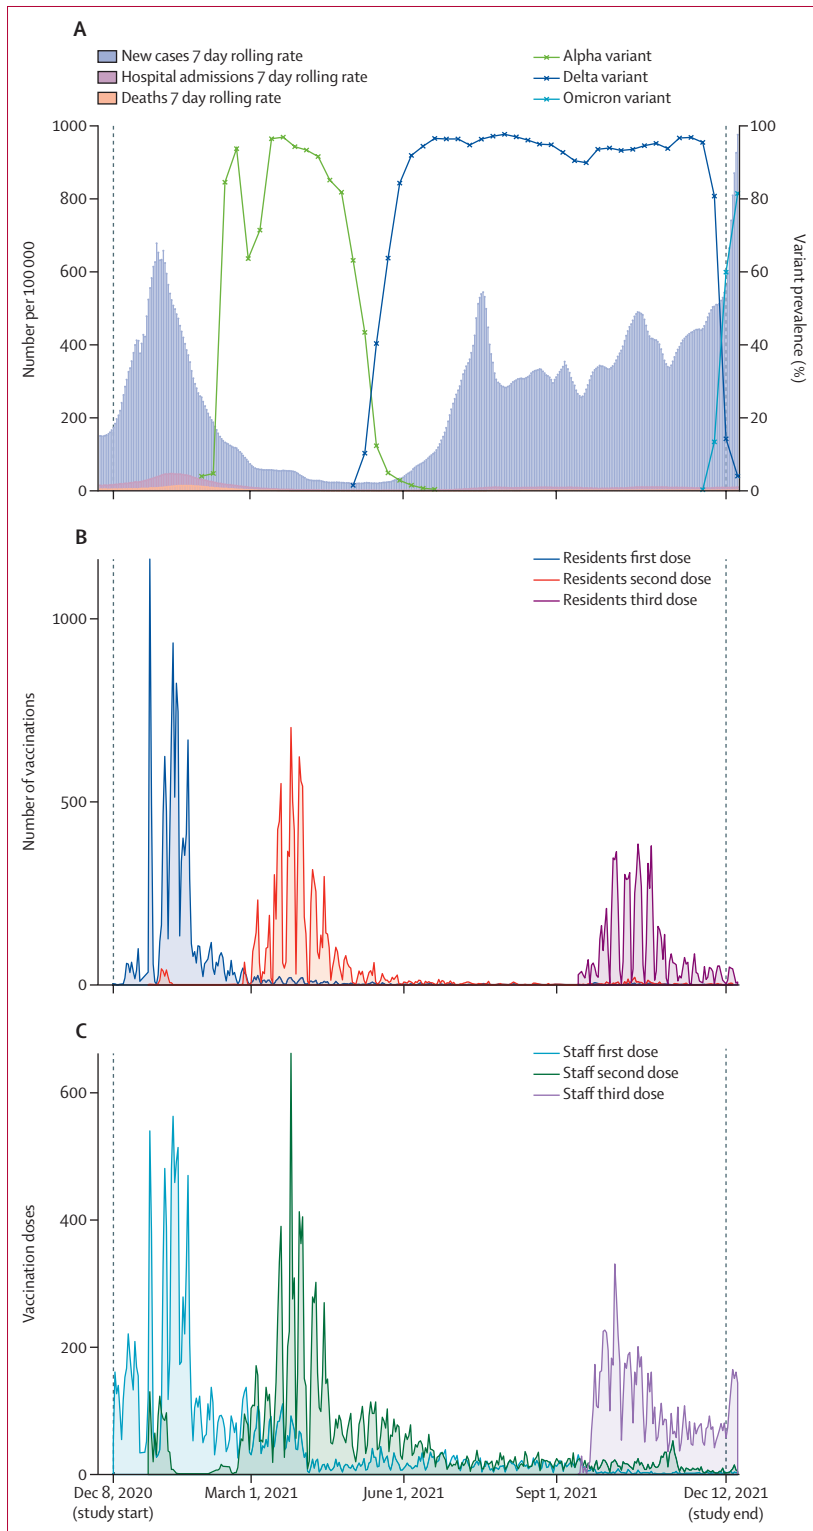 A
New cases 7 day rolling rate
Hospital admissions 7 day rolling rate
Deaths 7 day rolling rate
Alpha variant
Delta variant
Omicron variant
1000
800
600
400
200
0
Number per 100 000
100
80
60
40
20
0
Variant prevalence (%)
B
Residents first dose
Residents second dose
Residents third dose
1000
500
0
Number of vaccinations
C
Staff first dose
Staff second dose
Staff third dose
600
400
200
0
Vaccination doses
Dec 8, 2020
(study start)
March 1, 2021
June 1, 2021
Sept 1, 2021
Dec 12, 2021
(study end)